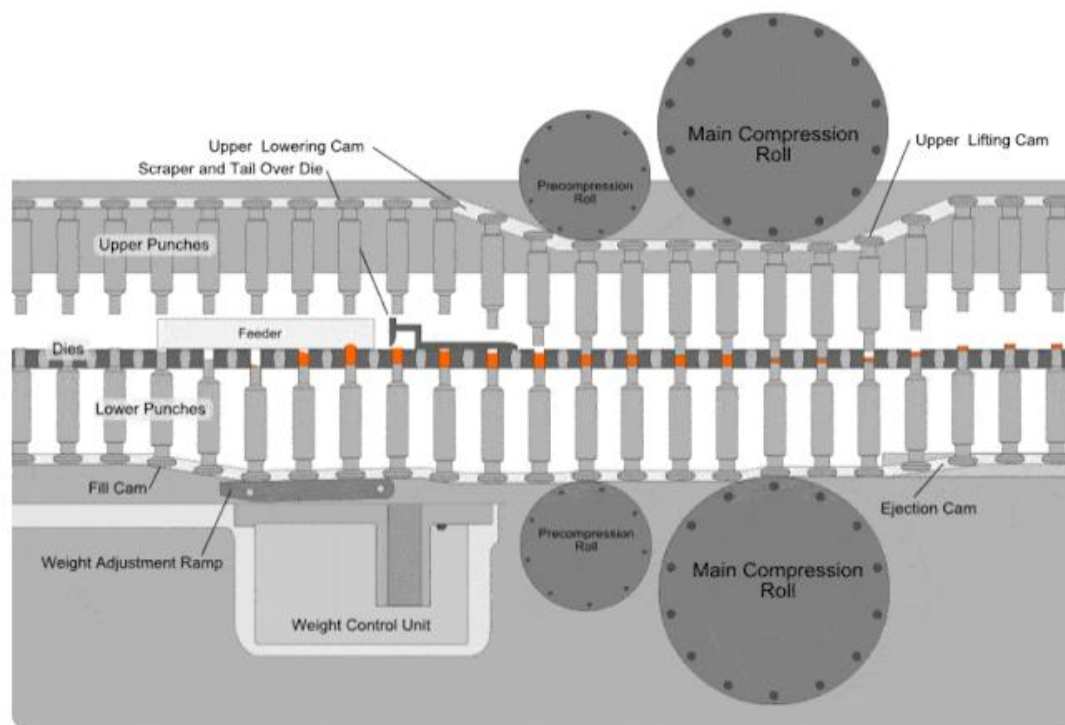 Main Compression
Roll
Upper Lifting Cam
Upper Lowering Cam
Scraper and Tail Over Die
Precompression
Roll
Upper Punches
Feeder
Dies
Lower Punches
Fill Cam
Ejection Cam
Weight Adjustment Ramp
Precompression
Roll
Main Compression
Roll
Weight Control Unit